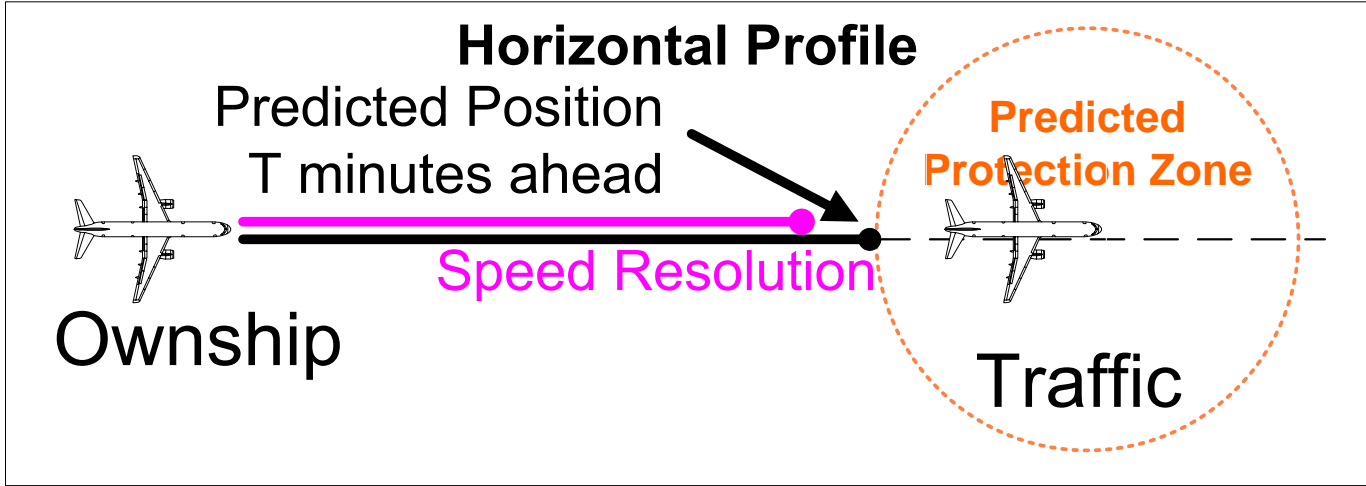 Horizontal Profile
Predicted Position
T minutes ahead
Predicted
Protection Zone
Speed Resolution
Ownship
Traffic